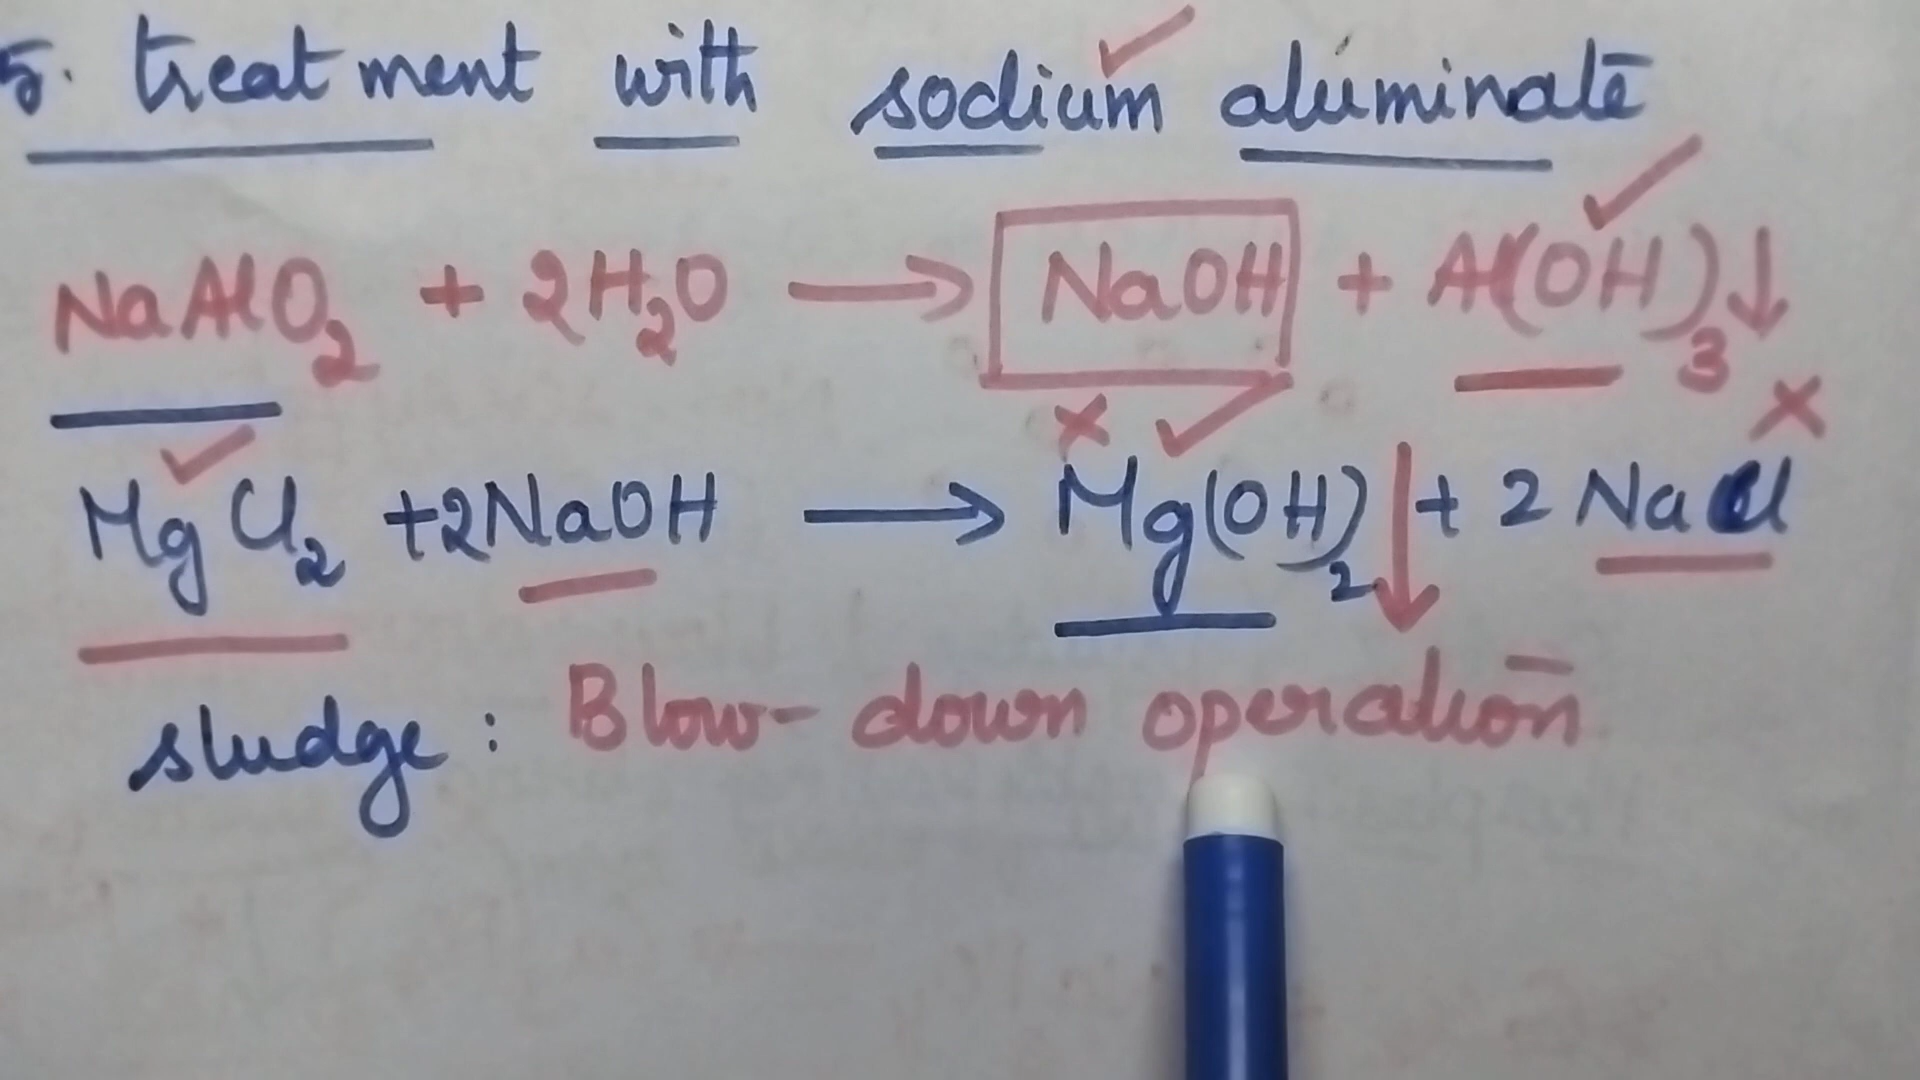 5. treatment with sodium aluminate
NaAlO₂ + 2H₂O ⟶ NaOH + Al(OH)₃↓
MgCl₂ +2NaOH ⟶ Mg(OH)₂↓ + 2 NaCl
sludge : Blow-down operation